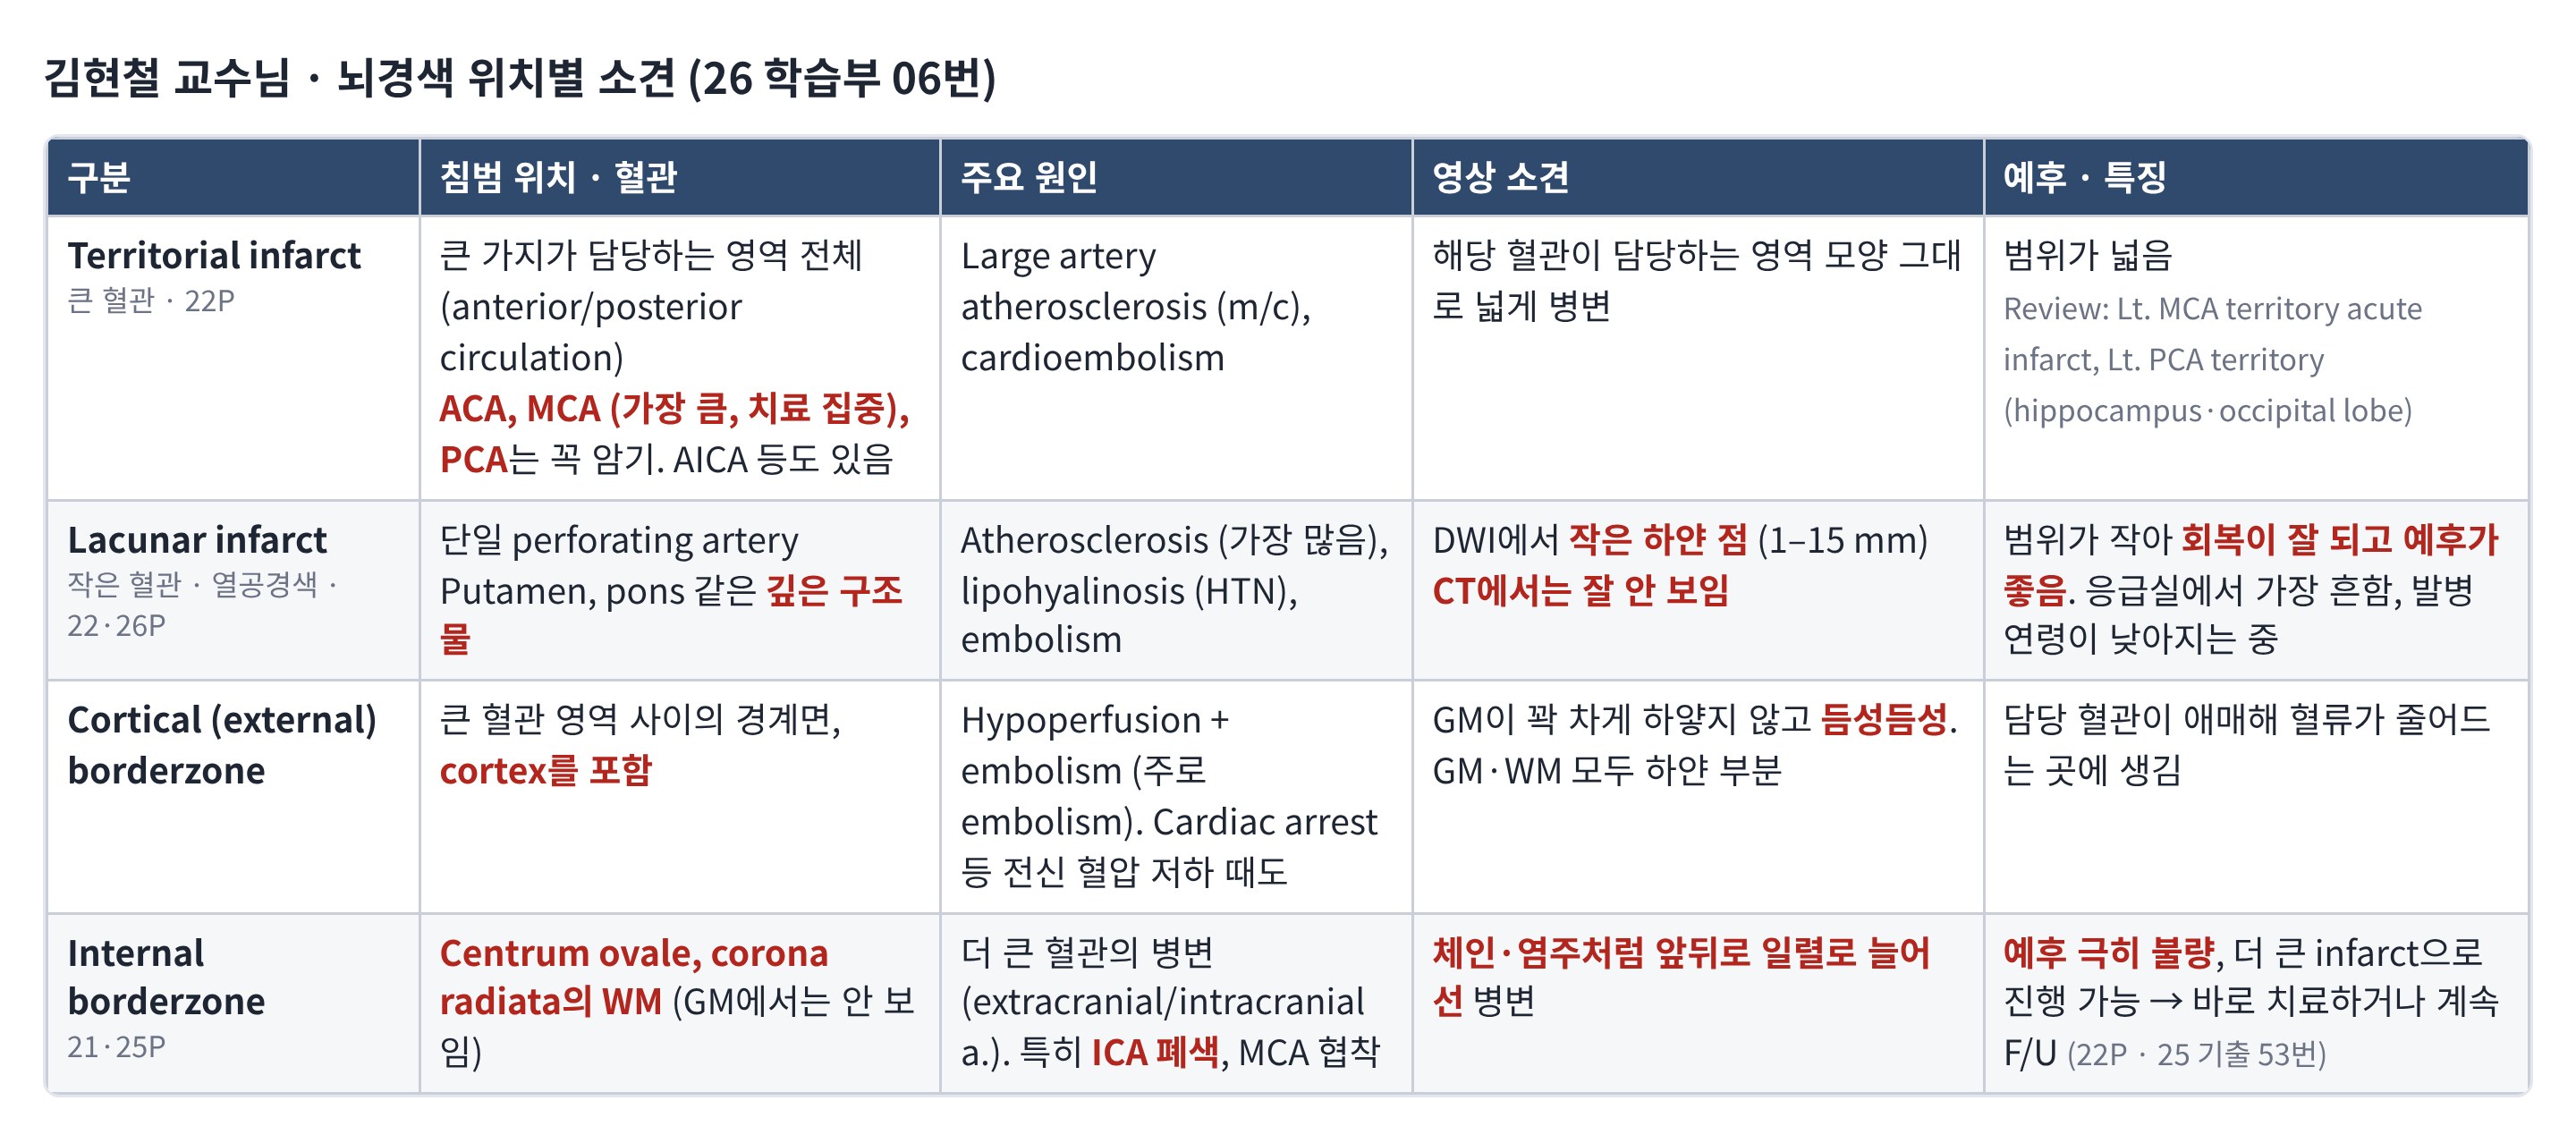 김현철 교수님 · 뇌경색 위치별 소견 (26 학습부 06번)
구분
침범 위치 · 혈관
주요 원인
영상 소견
예후 · 특징
Territorial infarct
큰 혈관 · 22P
큰 가지가 담당하는 영역 전체
(anterior/posterior
circulation)
ACA, MCA (가장 큼, 치료 집중),
PCA는 꼭 암기. AICA 등도 있음
Large artery
atherosclerosis (m/c),
cardioembolism
해당 혈관이 담당하는 영역 모양 그대
로 넓게 병변
범위가 넓음
Review: Lt. MCA territory acute
infarct, Lt. PCA territory
(hippocampus·occipital lobe)
Lacunar infarct
작은 혈관 · 열공경색 ·
22·26P
단일 perforating artery
Putamen, pons 같은 깊은 구조
물
Atherosclerosis (가장 많음),
lipohyalinosis (HTN),
embolism
DWI에서 작은 하얀 점 (1–15 mm)
CT에서는 잘 안 보임
범위가 작아 회복이 잘 되고 예후가
좋음. 응급실에서 가장 흔함, 발병
연령이 낮아지는 중
Cortical (external)
borderzone
큰 혈관 영역 사이의 경계면,
cortex를 포함
Hypoperfusion +
embolism (주로
embolism). Cardiac arrest
등 전신 혈압 저하 때도
GM이 꽉 차게 하얗지 않고 듬성듬성.
GM·WM 모두 하얀 부분
담당 혈관이 애매해 혈류가 줄어드
는 곳에 생김
Internal
borderzone
21·25P
Centrum ovale, corona
radiata의 WM (GM에서는 안 보
임)
더 큰 혈관의 병변
(extracranial/intracranial
a.). 특히 ICA 폐색, MCA 협착
체인·염주처럼 앞뒤로 일렬로 늘어
선 병변
예후 극히 불량, 더 큰 infarct으로
진행 가능 → 바로 치료하거나 계속
F/U (22P · 25 기출 53번)